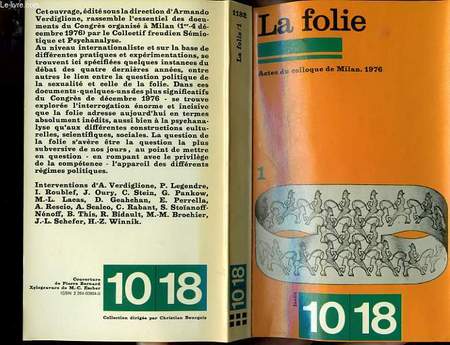 Cet ouvrage, édité sous la direction d'Armando
Verdiglione, rassemble l'essentiel des docu-
ments du Congrès organisé à Milan (1er-4 dé-
cembre 1976) par le Collectif freudien Sémio-
tique et Psychanalyse.
Au niveau internationaliste et sur la base de
différentes pratiques et expérimentations, se
trouvent ici spécifiées quelques instances du
débat des quatre dernières années, entre
autres le lien entre la question politique de
la sexualité et celle de la folie. Dans ces
documents - quelques-uns des plus significatifs
du Congrès de décembre 1976 - se trouve
explorée l'interrogation énorme et incisive
que la folie adresse aujourd'hui en termes
absolument inédits, aussi bien à la psychana-
lyse qu'aux différentes constructions cultu-
relles, scientifiques, sociales. La question de
la folie s'avère être la question la plus
subversive de nos jours, au point de mettre
en question - en rompant avec le privilège
de la compétence - l'appareil des différents
régimes politiques.
Interventions d'A. Verdiglione, P. Legendre,
I. Roublef, J. Oury, C. Stein, G. Pankow,
M.-L. Lacas, D. Geahchan, E. Perrella,
A. Rescio, A. Scalco, C. Rabant, S. Stoïanoff-
Nénoff, B. This, R. Bidault, M.-M. Brochier,
J.-L. Schefer, H.-Z. Winnik.
Couverture
de Pierre Bernard
Xylogravure de M.-C. Escher
10 18
Collection dirigée par Christian Bourgois
1182
La folie/1
10 18
La folie
Actes du colloque de Milan, 1976
1
10 18